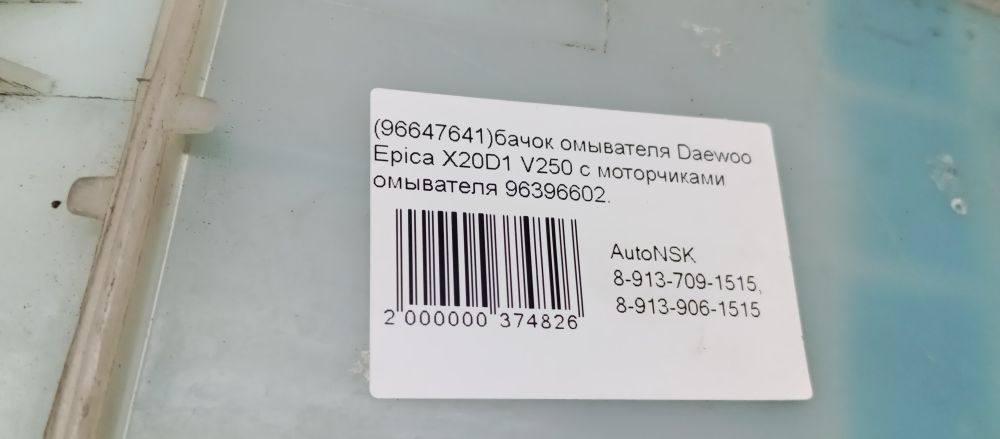 (96647641)бачок омывателя Daewoo
Epica X20D1 V250 с моторчиками
омывателя 96396602.
AutoNSK
8-913-709-1515,
8-913-906-1515
2 000000 374826